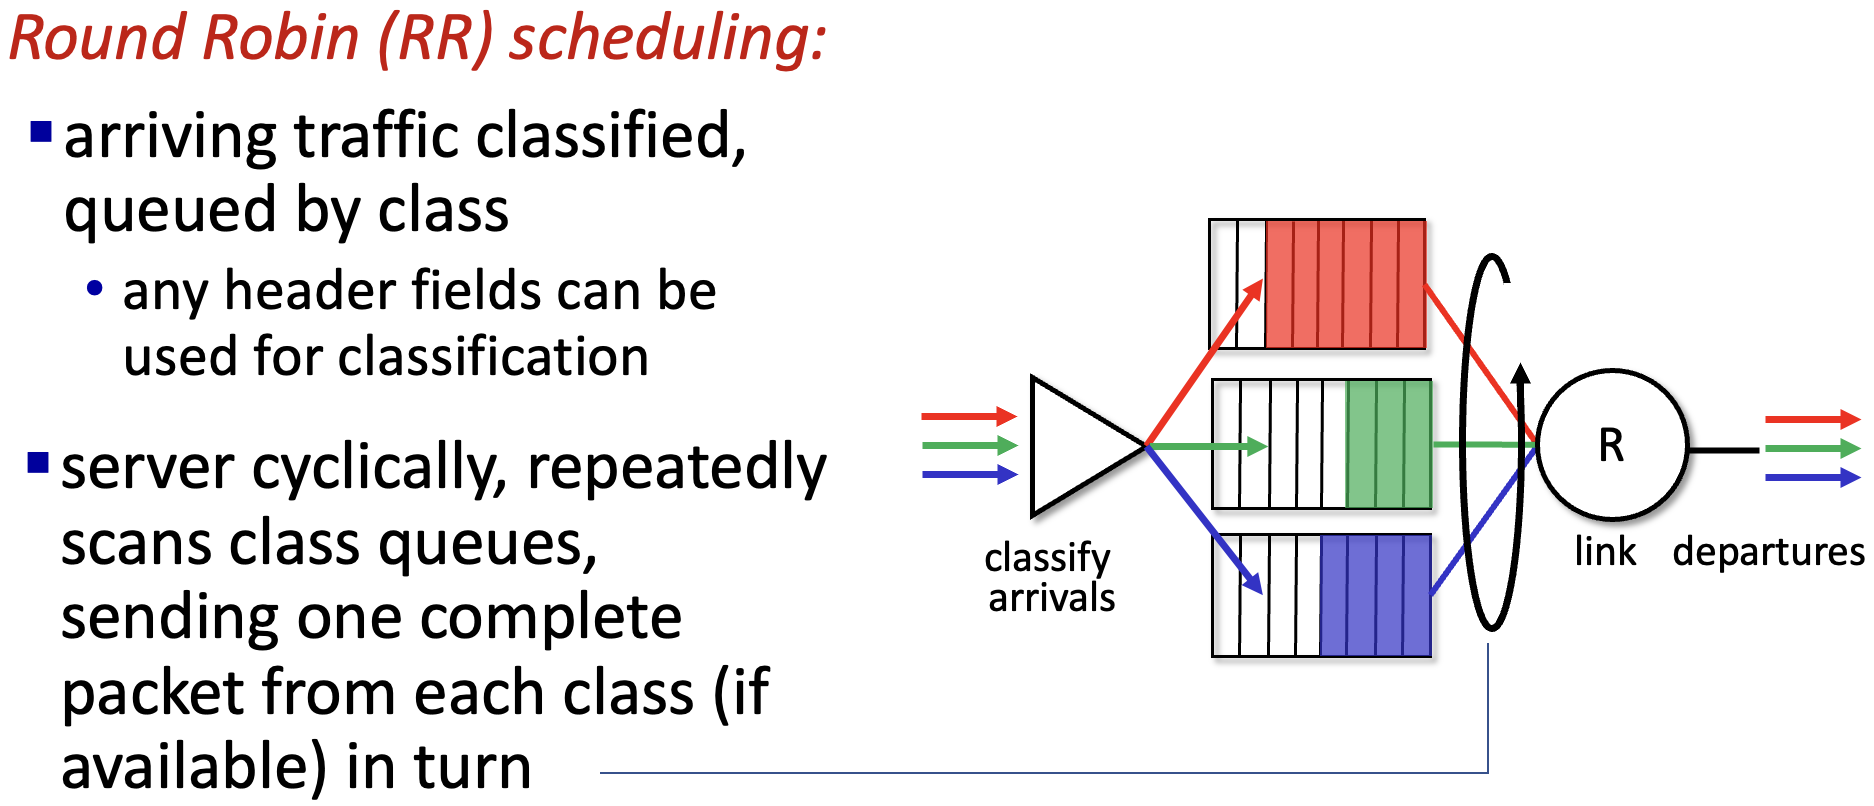 Round Robin (RR) scheduling:
arriving traffic classified,
queued by class
any header fields can be
used for classification
server cyclically, repeatedly
scans class queues,
sending one complete
packet from each class (if
available) in turn
classify
arrivals
R
link
departures